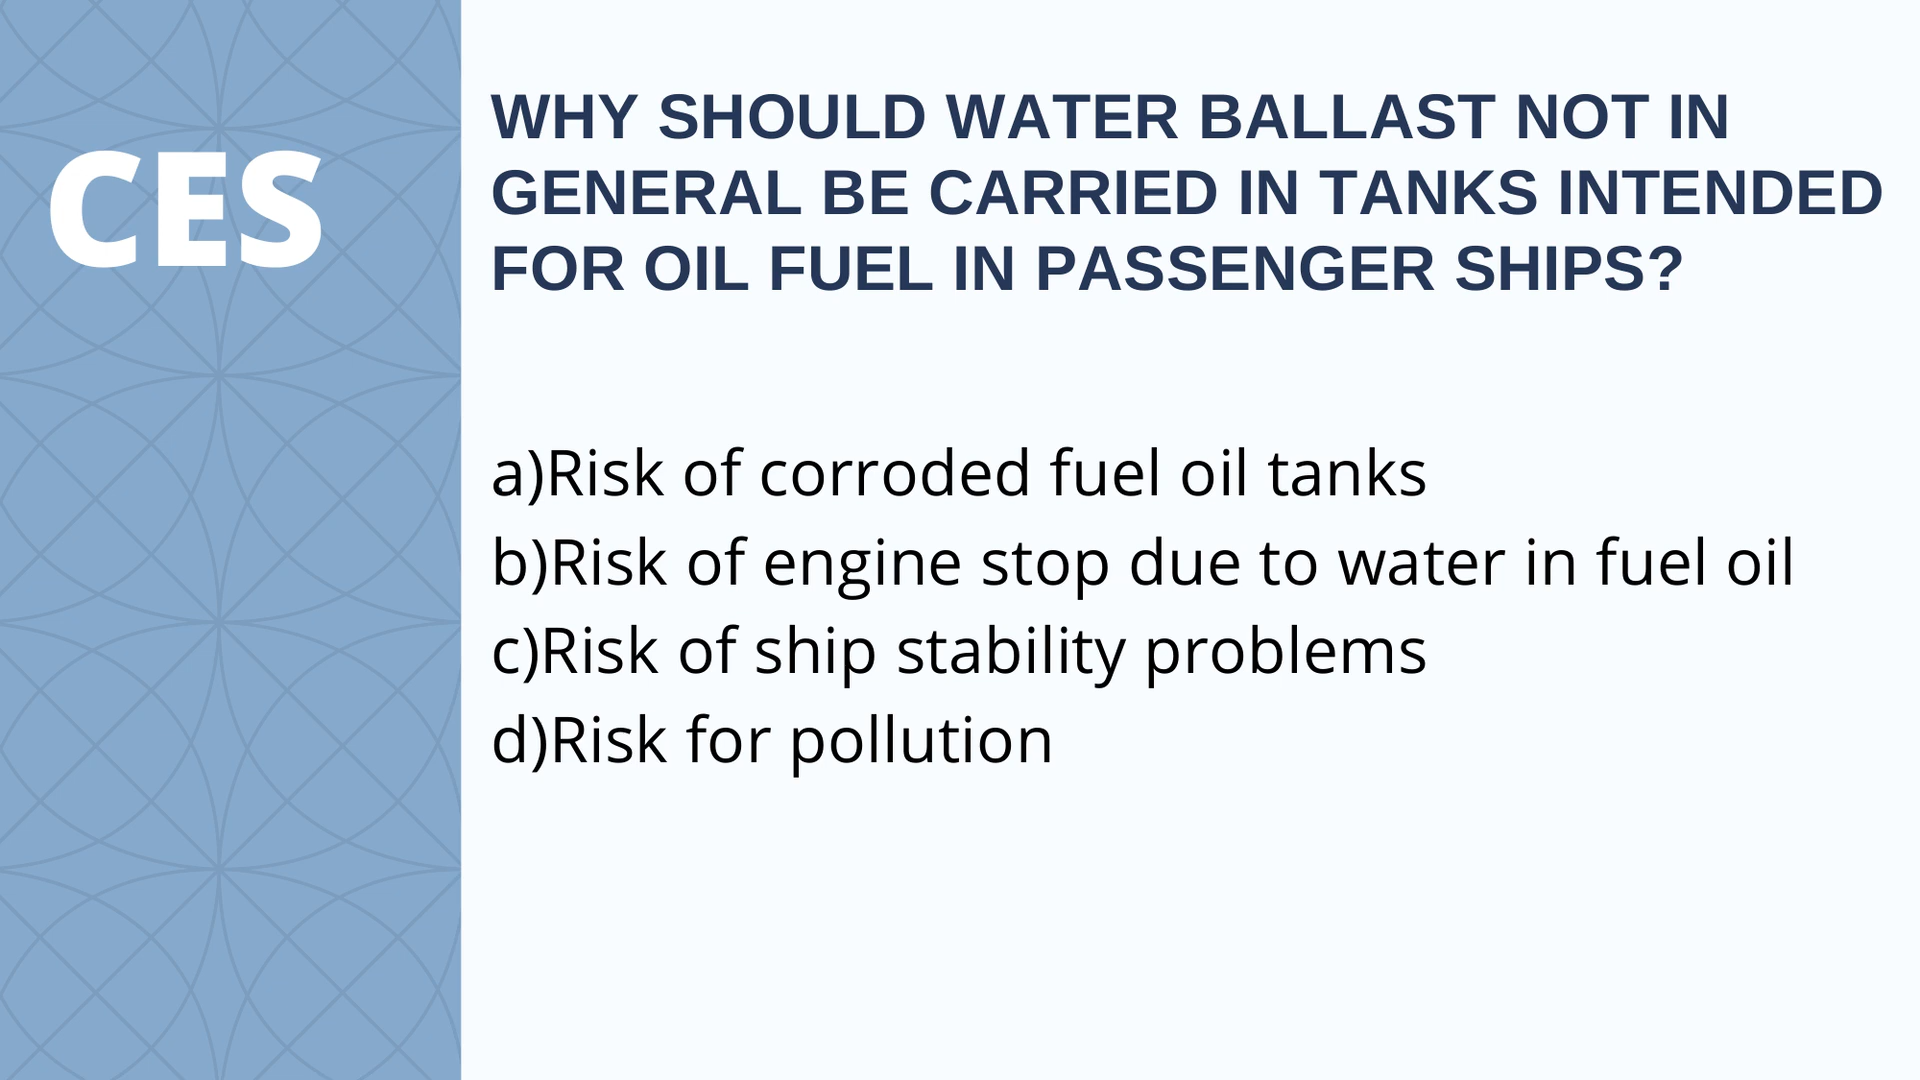 CES
WHY SHOULD WATER BALLAST NOT IN
GENERAL BE CARRIED IN TANKS INTENDED
FOR OIL FUEL IN PASSENGER SHIPS?
a)Risk of corroded fuel oil tanks
b)Risk of engine stop due to water in fuel oil
c)Risk of ship stability problems
d)Risk for pollution